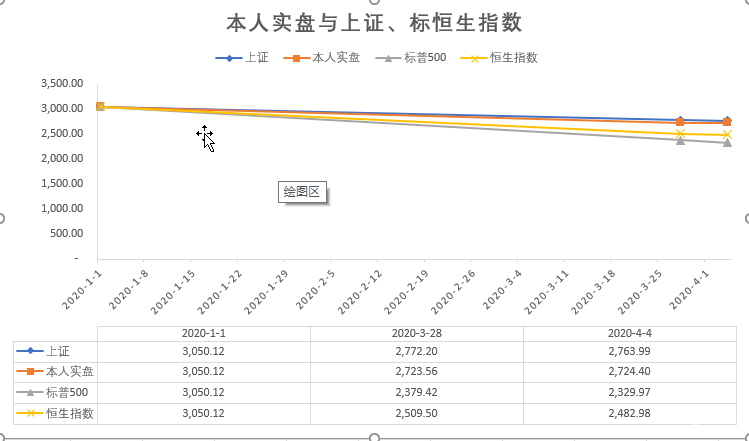 本人实盘与上证、标恒生指数
上证 本人实盘 标普500 恒生指数
3,500.00
3,000.00
2,500.00
2,000.00
1,500.00
1,000.00
500.00
-
绘图区
2020-1-1 2020-1-8 2020-1-15 2020-1-22 2020-1-29 2020-2-5 2020-2-12 2020-2-19 2020-2-26 2020-3-4 2020-3-11 2020-3-18 2020-3-25 2020-4-1
2020-1-1 2020-3-28 2020-4-4
上证 3,050.12 2,772.20 2,763.99
本人实盘 3,050.12 2,723.56 2,724.40
标普500 3,050.12 2,379.42 2,329.97
恒生指数 3,050.12 2,509.50 2,482.98